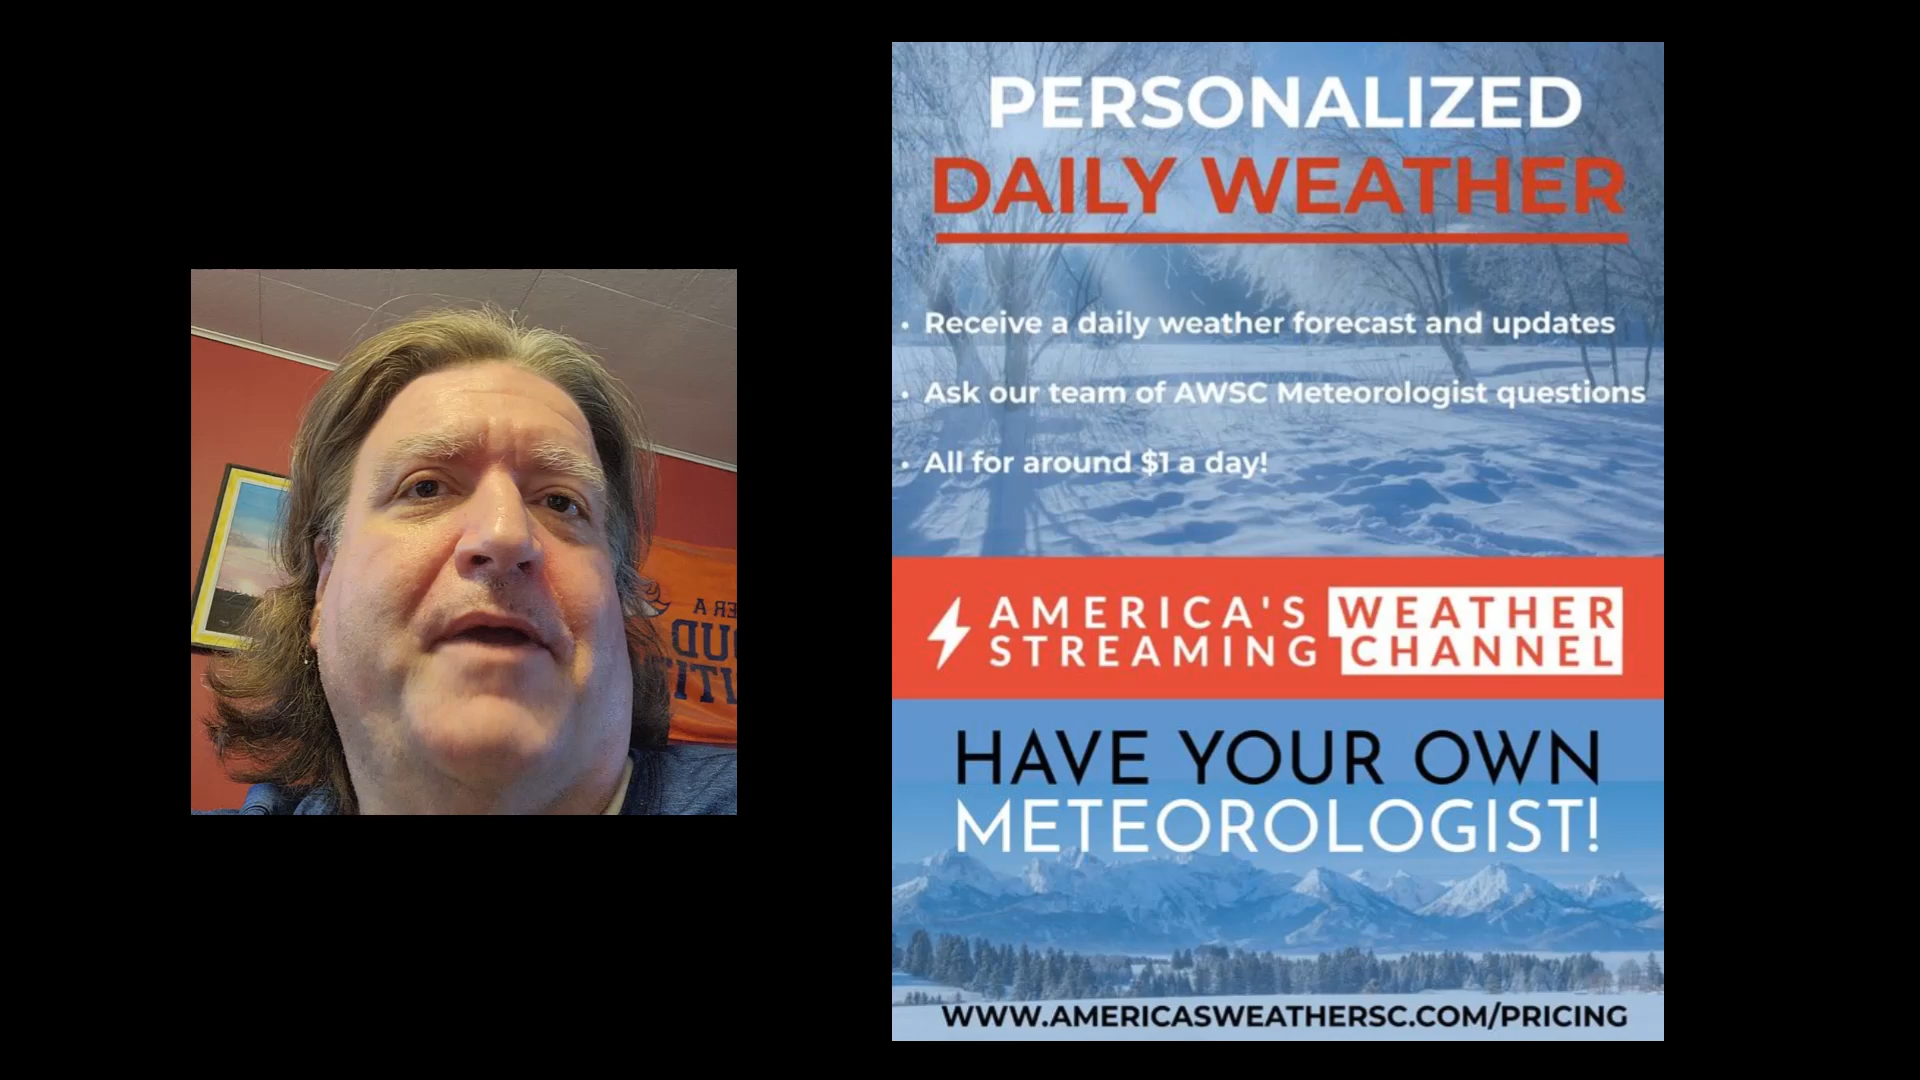 PERSONALIZED
DAILY WEATHER
• Receive a daily weather forecast and updates
• Ask our team of AWSC Meteorologist questions
• All for around $1 a day!
AMERICA'S WEATHER
STREAMING CHANNEL
HAVE YOUR OWN
METEOROLOGIST!
WWW.AMERICASWEATHERSC.COM/PRICING